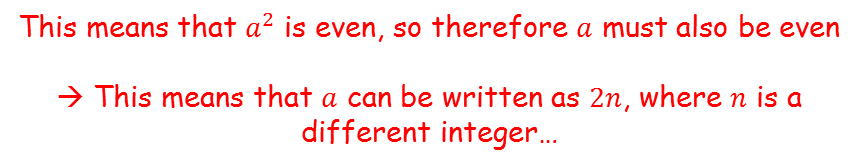 This means that 𝑎² is even, so therefore 𝑎 must also be even
→ This means that 𝑎 can be written as 2𝑛, where 𝑛 is a
different integer…